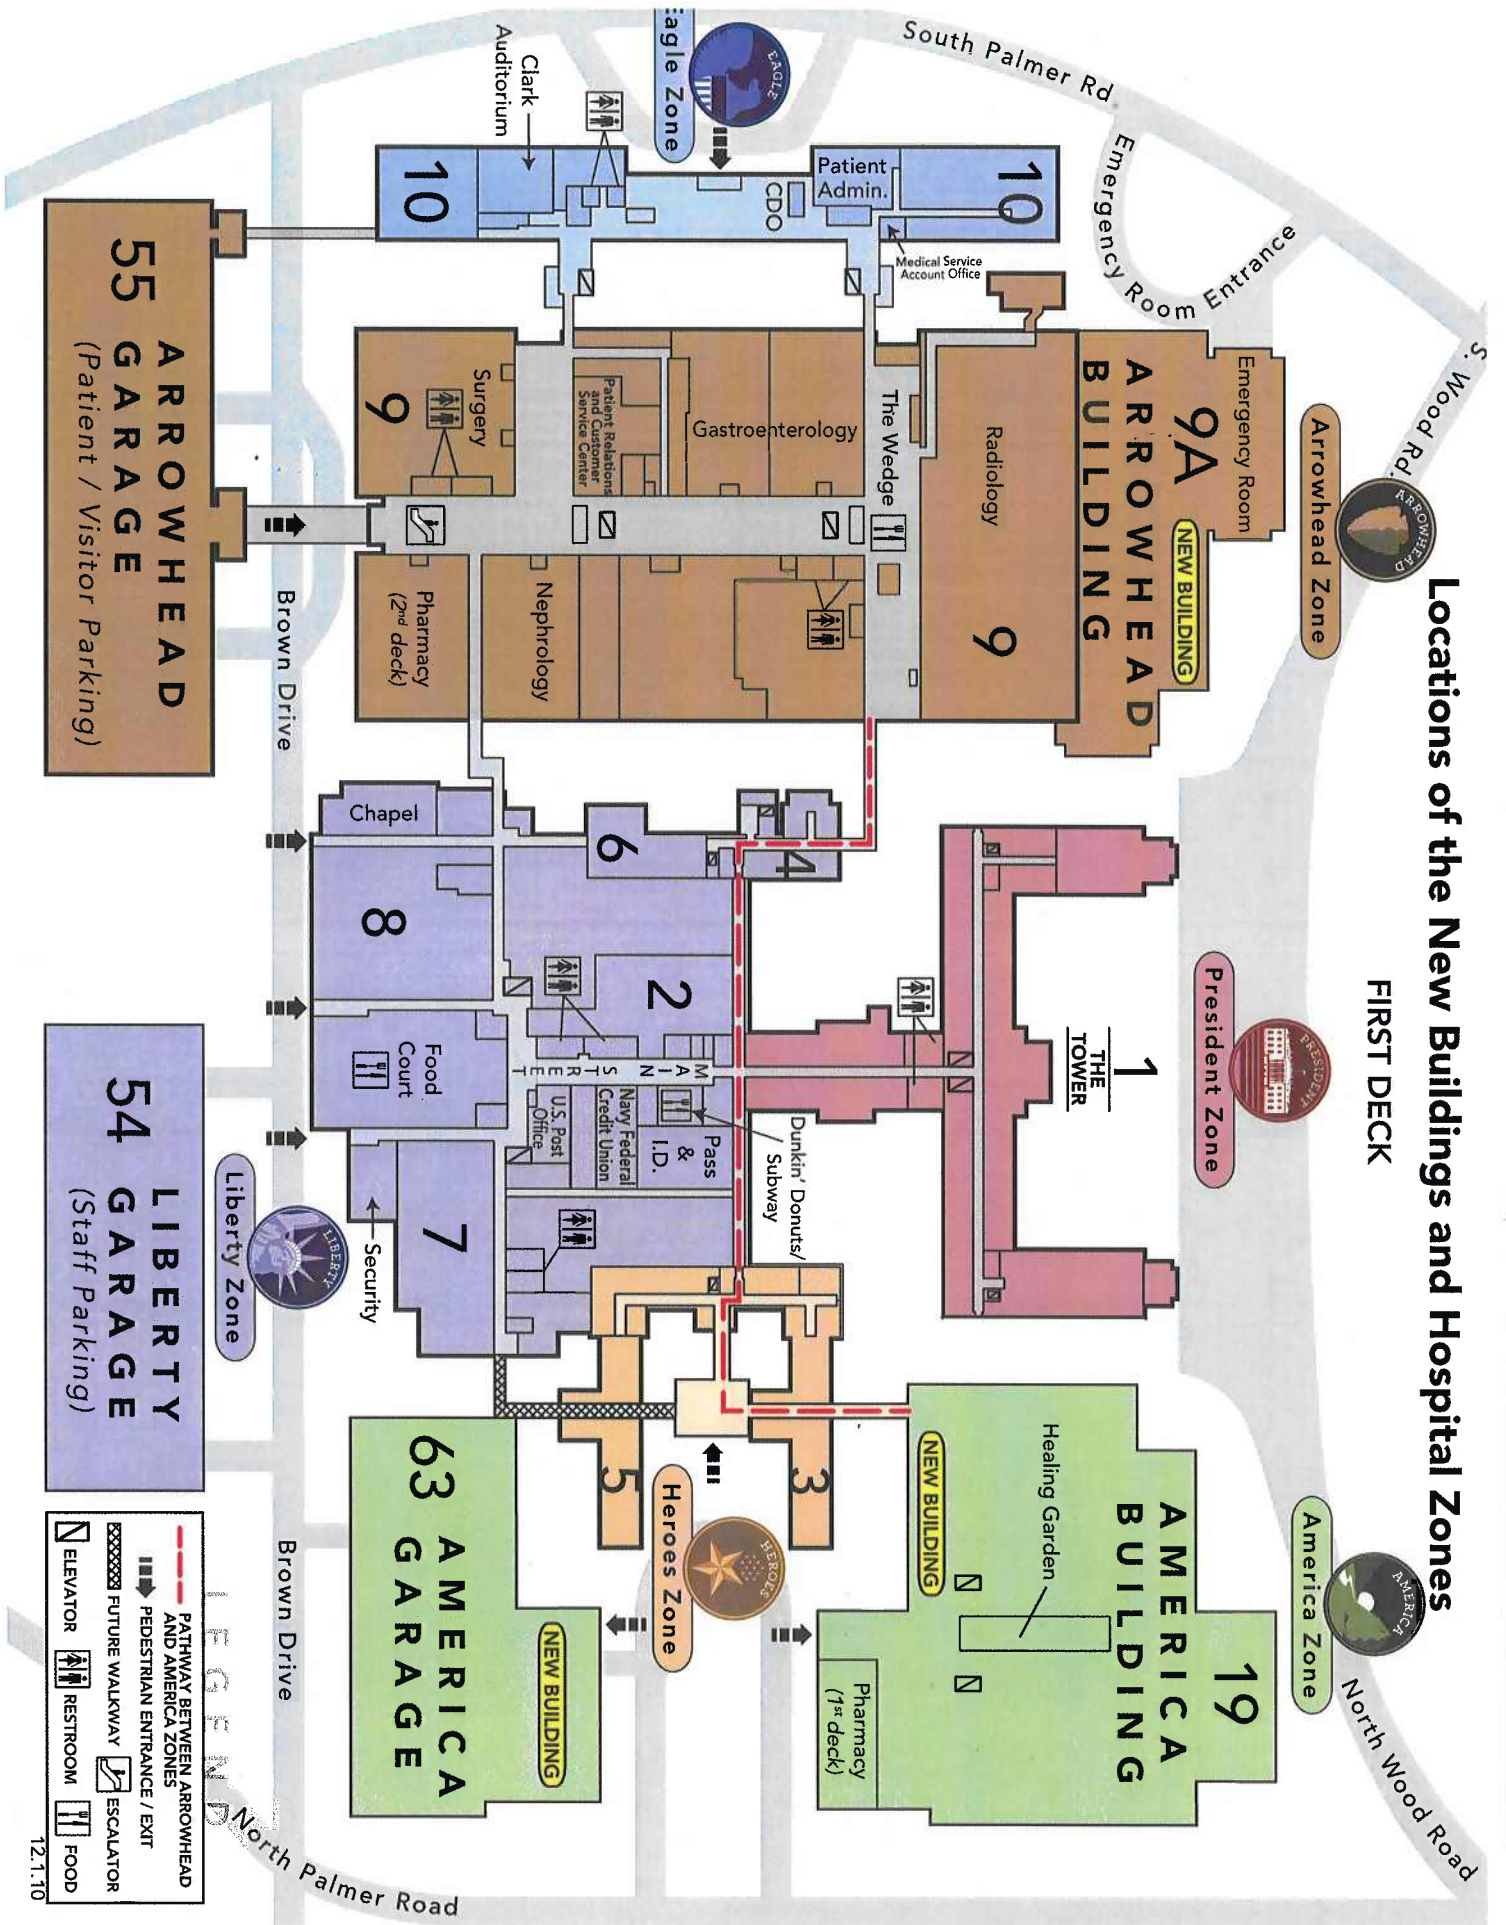 Locations of the New Buildings and Hospital Zones
FIRST DECK
South Palmer Rd.
Emergency Room Entrance
S. Wood Rd.
North Wood Road
North Palmer Road
Brown Drive
Brown Drive
EAGLE
Eagle Zone
ARROWHEAD
Arrowhead Zone
PRESIDENT
President Zone
AMERICA
America Zone
HEROES
Heroes Zone
LIBERTY
Liberty Zone
10
Patient
Admin.
CDO
Medical Service
Account Office
Clark
Auditorium
10
9A
Emergency Room
ARROWHEAD
BUILDING
NEW BUILDING
Radiology
9
The Wedge
Gastroenterology
Patient Relations
and Customer
Service Center
Surgery
9
Nephrology
Pharmacy
(2nd deck)
55
ARROWHEAD
GARAGE
(Patient / Visitor Parking)
1
THE
TOWER
4
6
2
Chapel
8
Food
Court
MAIN STREET
Dunkin' Donuts/
Subway
Pass
&
I.D.
Navy Federal
Credit Union
U.S. Post
Office
7
Security
54
LIBERTY
GARAGE
(Staff Parking)
3
5
19
AMERICA
BUILDING
Healing Garden
NEW BUILDING
Pharmacy
(1st deck)
63
AMERICA
GARAGE
NEW BUILDING
LEGEND
PATHWAY BETWEEN ARROWHEAD
AND AMERICA ZONES
PEDESTRIAN ENTRANCE / EXIT
FUTURE WALKWAY
ESCALATOR
ELEVATOR
RESTROOM
FOOD
12.1.10